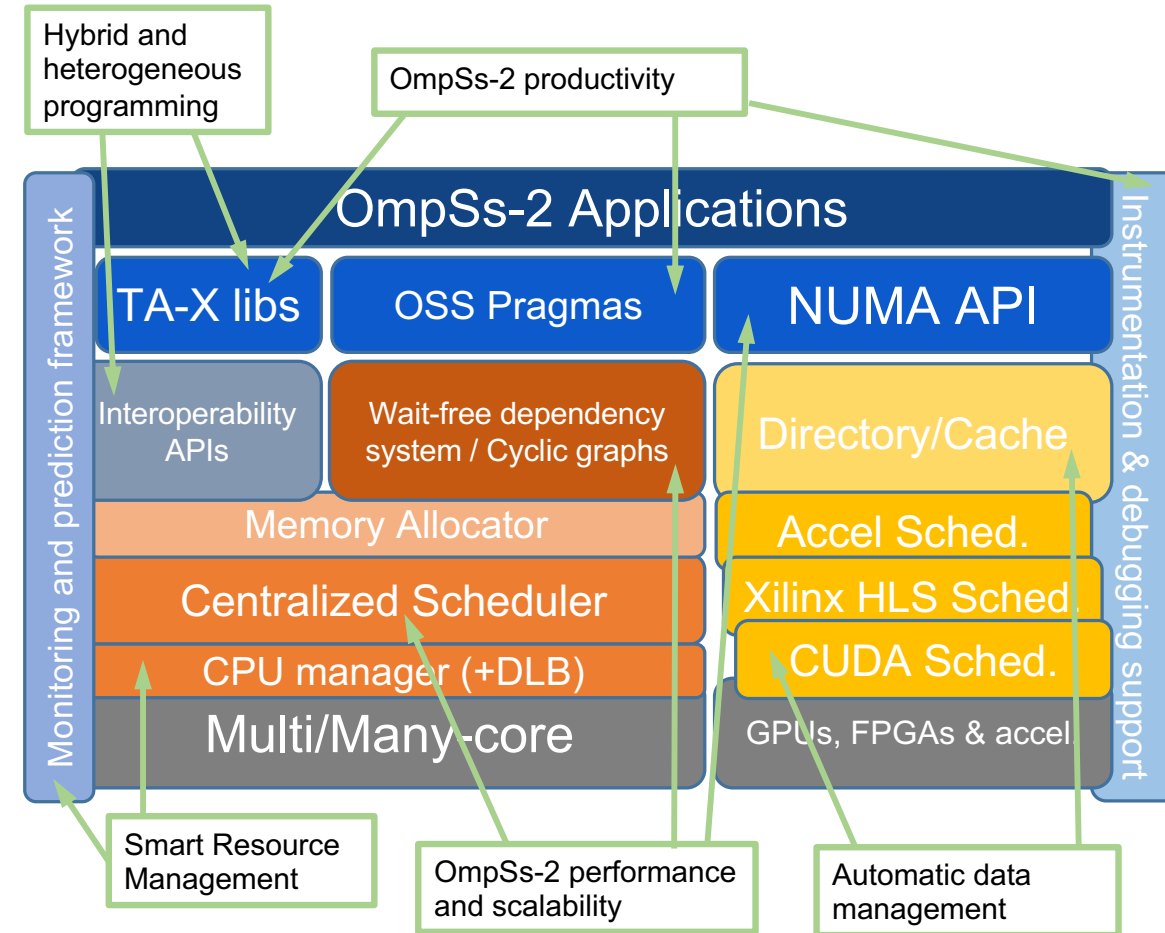 Hybrid and
heterogeneous
programming
OmpSs-2 productivity
OmpSs-2 Applications
Monitoring and prediction framework
Instrumentation & debugging support
TA-X libs
OSS Pragmas
NUMA API
Interoperability
APIs
Wait-free dependency
system / Cyclic graphs
Directory/Cache
Memory Allocator
Accel Sched.
Centralized Scheduler
Xilinx HLS Sched.
CPU manager (+DLB)
CUDA Sched.
Multi/Many-core
GPUs, FPGAs & accel.
Smart Resource
Management
OmpSs-2 performance
and scalability
Automatic data
management